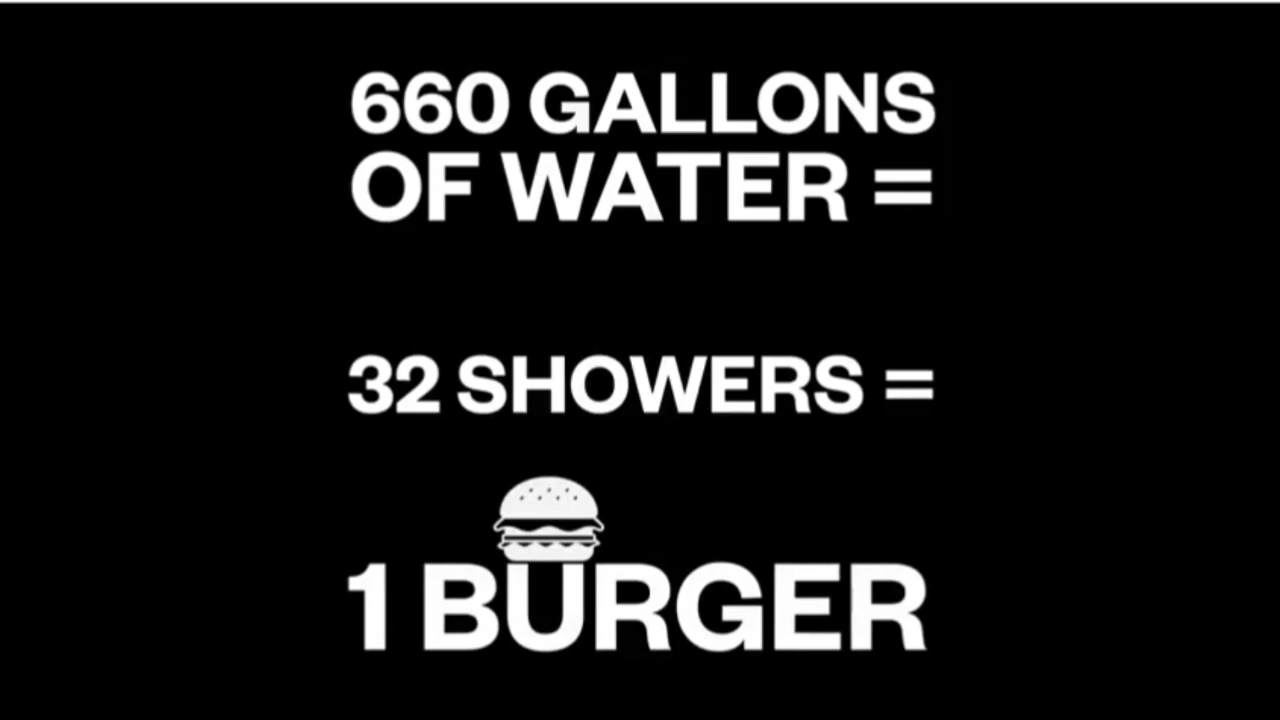 660 GALLONS
OF WATER =
32 SHOWERS =
1 BURGER